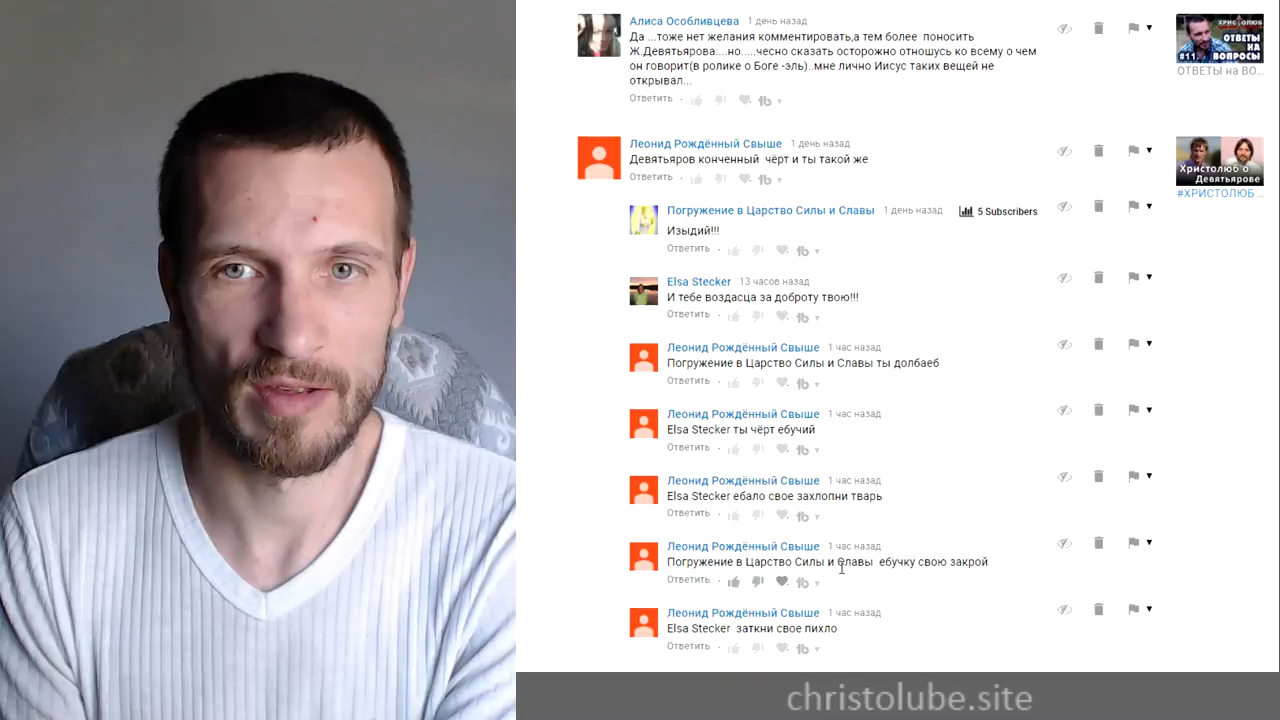 Алиса Особливцева 1 день назад
Да ...тоже нет желания комментировать,а тем более поносить
Ж.Девятьярова....но.....чесно сказать осторожно отношусь ко всему о чем
он говорит(в ролике о Боге -эль)..мне лично Иисус таких вещей не
открывал...
Ответить
ХРИСТОЛЮБ
ОТВЕТЫ
НА
#11 ВОПРОСЫ
ОТВЕТЫ на ВО...
Леонид Рождённый Свыше 1 день назад
Девятьяров конченный чёрт и ты такой же
Ответить
Христолюб о
Девятьярове
#ХРИСТОЛЮБ ...
Погружение в Царство Силы и Славы 1 день назад 5 Subscribers
Изыдий!!!
Ответить
Elsa Stecker 13 часов назад
И тебе воздасца за доброту твою!!!
Ответить
Леонид Рождённый Свыше 1 час назад
Погружение в Царство Силы и Славы ты долбаеб
Ответить
Леонид Рождённый Свыше 1 час назад
Elsa Stecker ты чёрт ебучий
Ответить
Леонид Рождённый Свыше 1 час назад
Elsa Stecker ебало свое захлопни тварь
Ответить
Леонид Рождённый Свыше 1 час назад
Погружение в Царство Силы и Славы ебучку свою закрой
Ответить
Леонид Рождённый Свыше 1 час назад
Elsa Stecker заткни свое пихло
Ответить
christolube.site